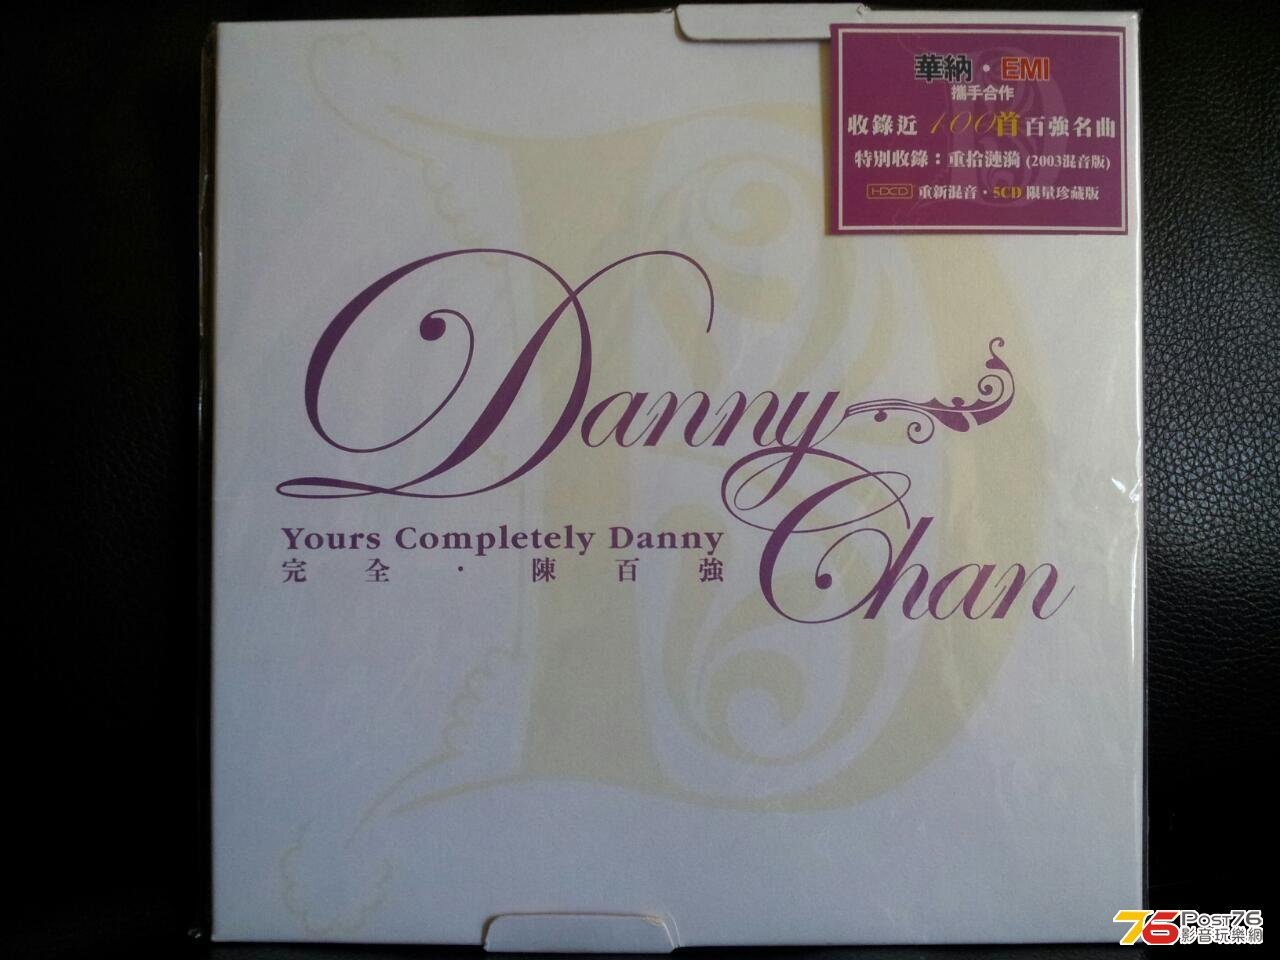 華納・EMI
攜手合作
收錄近 100首百強名曲
特別收錄：重拾漣漪 (2003混音版)
HDCD 重新混音・5CD 限量珍藏版
Danny
Chan
Yours Completely Danny
完全・陳百強
76 POST76
影音玩樂網